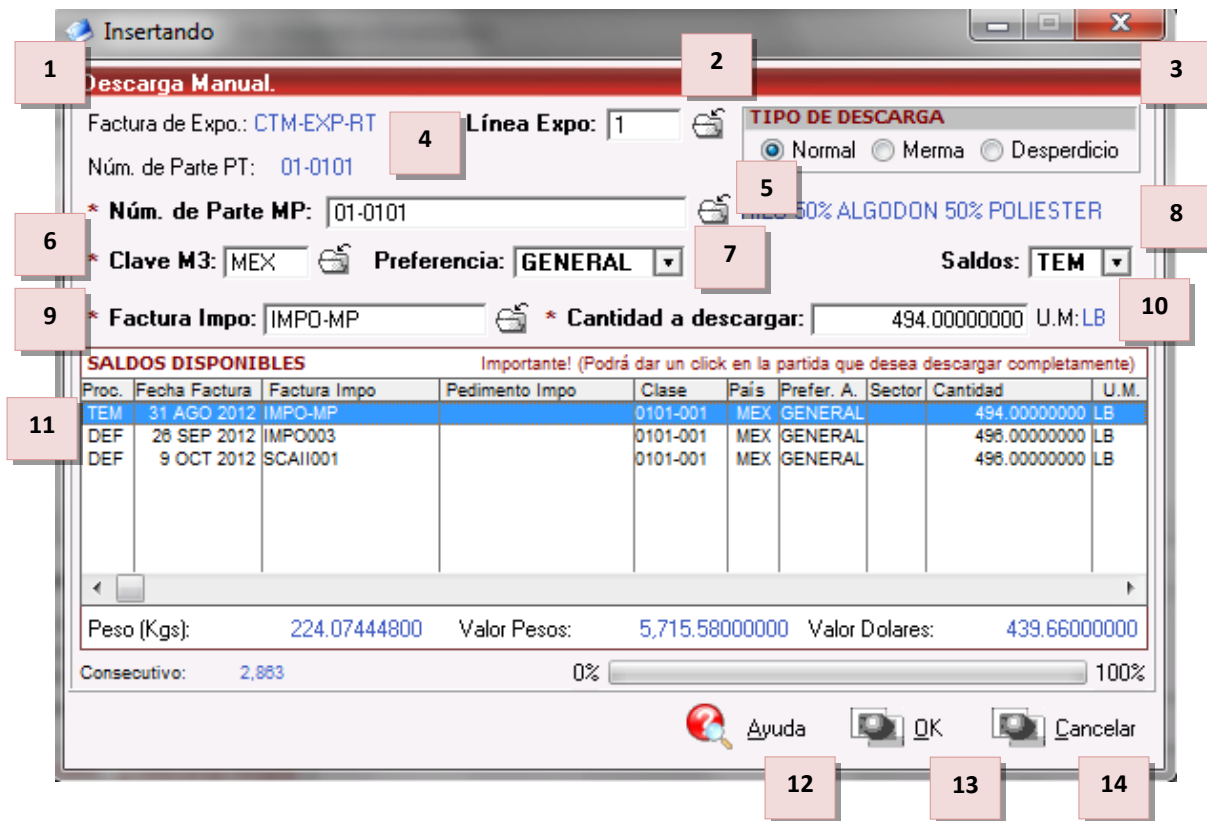 Insertando
1
2
3
Descarga Manual.
Factura de Expo.: CTM-EXP-RT
4
Línea Expo: 1
TIPO DE DESCARGA
Normal Merma Desperdicio
Núm. de Parte PT: 01-0101
5
* Núm. de Parte MP: 01-0101
50% ALGODON 50% POLIESTER
8
6
* Clave M3: MEX
Preferencia: GENERAL
7
Saldos: TEM
9
* Factura Impo: IMPO-MP
* Cantidad a descargar: 494.00000000 U.M: LB
10
SALDOS DISPONIBLES Importante! (Podrá dar un click en la partida que desea descargar completamente)
Proc. Fecha Factura Factura Impo Pedimento Impo Clase País Prefer. A. Sector Cantidad U.M.
11
TEM 31 AGO 2012 IMPO-MP 0101-001 MEX GENERAL 494.00000000 LB
DEF 26 SEP 2012 IMPO003 0101-001 MEX GENERAL 496.00000000 LB
DEF 9 OCT 2012 SCAII001 0101-001 MEX GENERAL 496.00000000 LB
Peso (Kgs): 224.07444800 Valor Pesos: 5,715.58000000 Valor Dolares: 439.66000000
Consecutivo: 2,863 0% 100%
Ayuda OK Cancelar
12
13
14